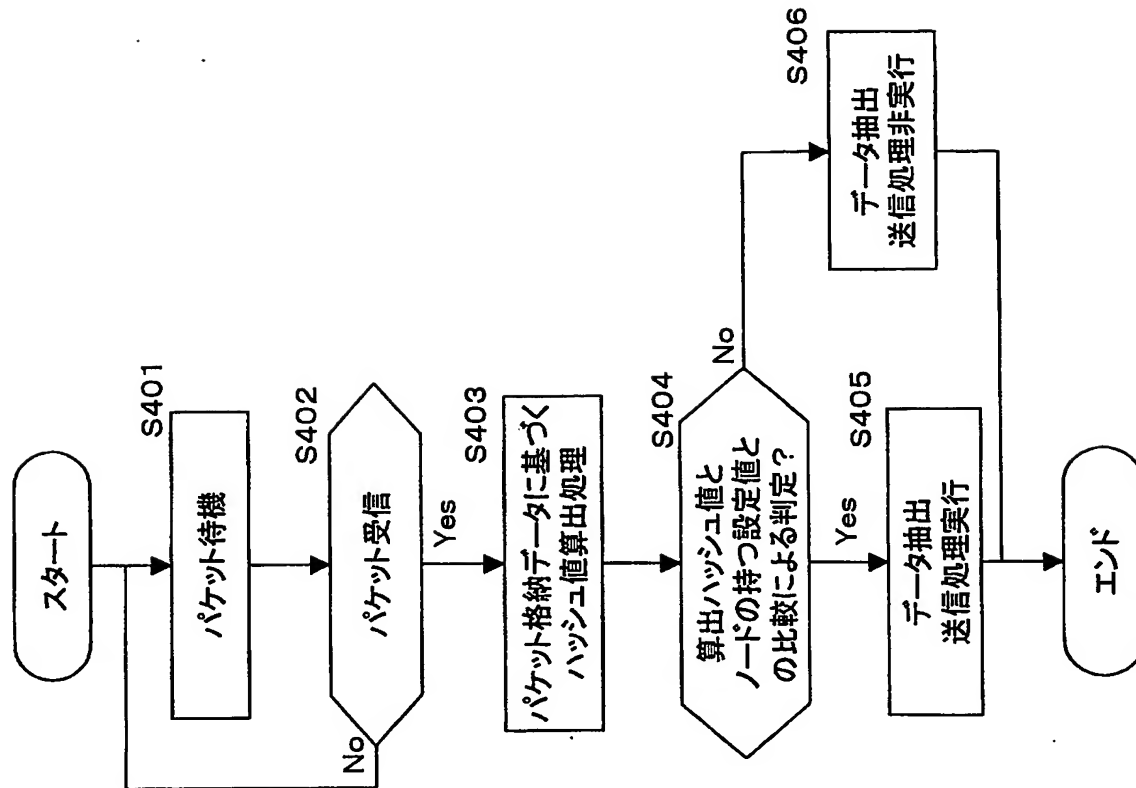 スタート
S401
パケット待機
S402
パケット受信
No
Yes
S403
パケット格納データに基づく
ハッシュ値算出処理
S404
算出ハッシュ値と
ノードの持つ設定値と
の比較による判定？
No
Yes
S405
データ抽出
送信処理実行
S406
データ抽出
送信処理非実行
エンド